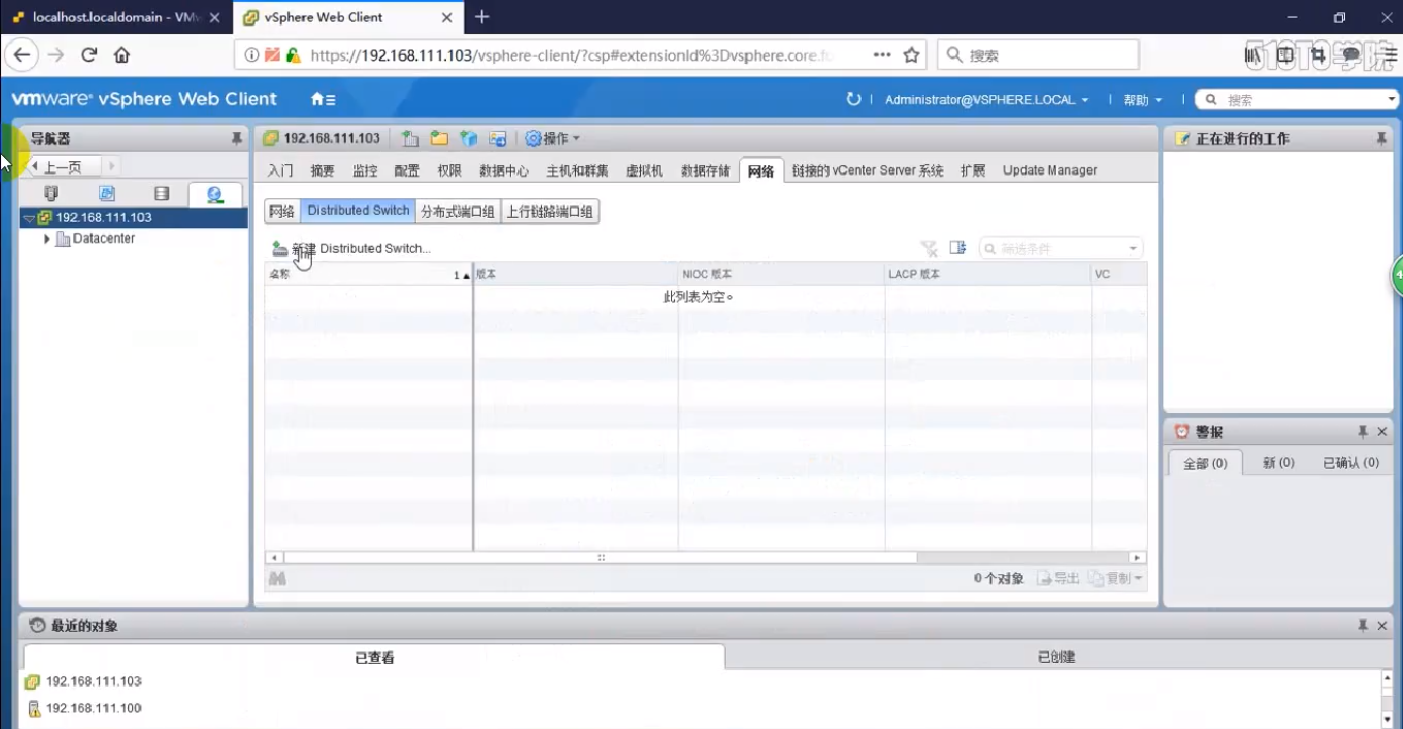 localhost.localdomain - VM
vSphere Web Client
https://192.168.111.103/vsphere-client/?csp#extensionId%3Dvsphere.core.fo
搜索
51CTO学院
vmware® vSphere Web Client
Administrator@VSPHERE.LOCAL
帮助
搜索
导航器
192.168.111.103
操作
正在进行的工作
上一页
入门 摘要 监控 配置 权限 数据中心 主机和群集 虚拟机 数据存储 网络 链接的 vCenter Server 系统 扩展 Update Manager
192.168.111.103
Datacenter
网络 Distributed Switch 分布式端口组 上行链路端口组
新建 Distributed Switch...
筛选条件
名称 1 ▲ 版本 NIOC 版本 LACP 版本 VC
此列表为空。
0 个对象 导出 复制
警报
全部 (0) 新 (0) 已确认 (0)
4
最近的对象
已查看 已创建
192.168.111.103
192.168.111.100